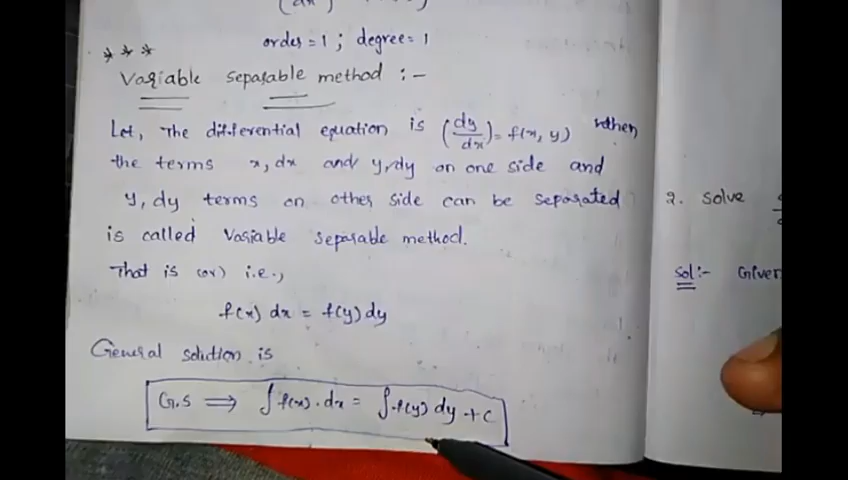 order = 1 ; degree = 1
***
Variable separable method :-
Let, The differential equation is (dy/dx) = f(x, y) When
the terms x, dx and y, dy on one side and
y, dy terms on other side can be separated
is called Variable separable method.
That is (or) i.e.,
f(x) dx = f(y) dy
General solution is
G.S ⟹ ∫ f(x) . dx = ∫ f(y) dy + C
2. Solve
Sol:- Given